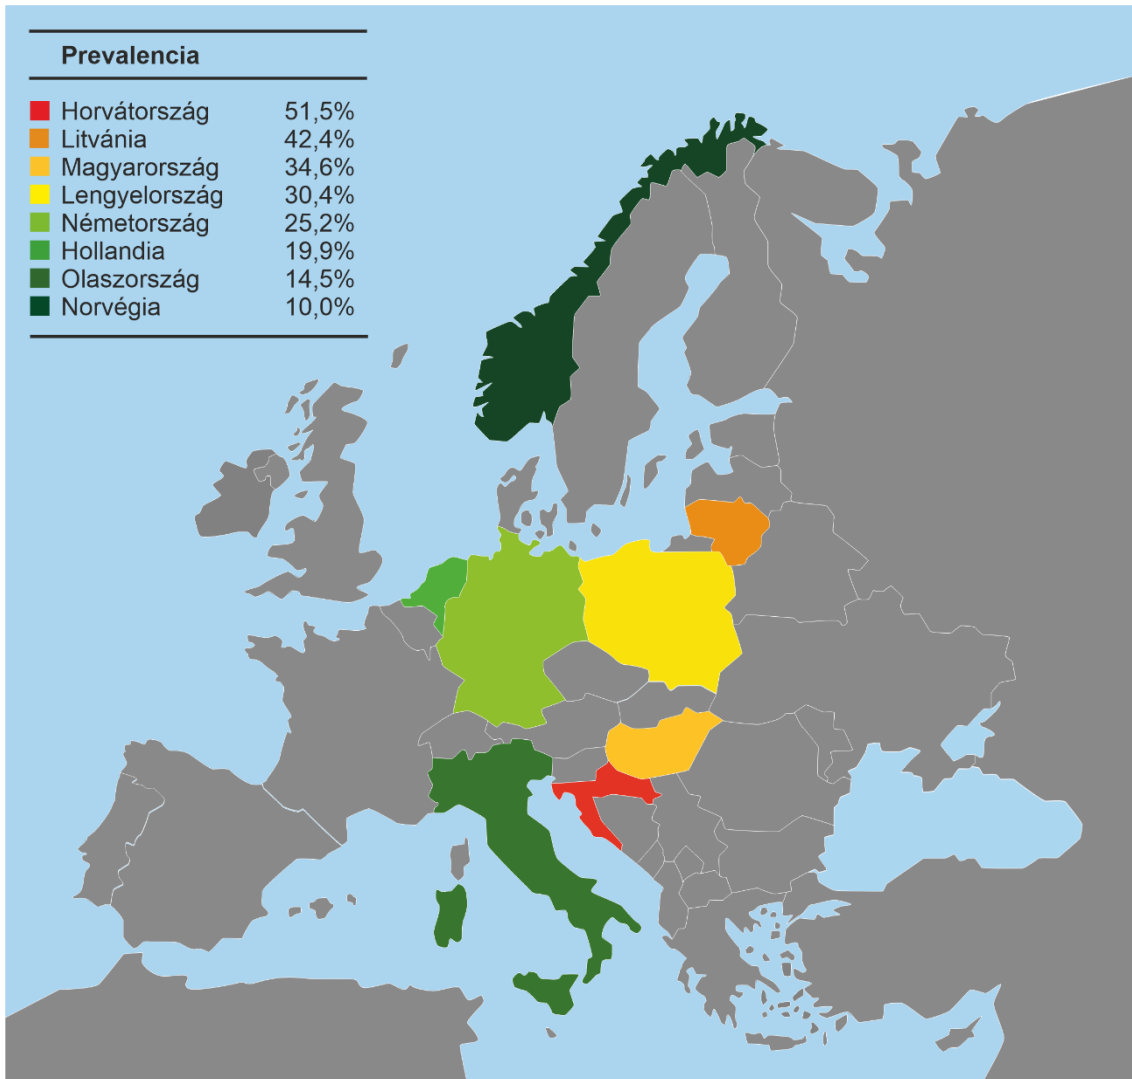 Prevalencia
Horvátország 51,5%
Litvánia 42,4%
Magyarország 34,6%
Lengyelország 30,4%
Németország 25,2%
Hollandia 19,9%
Olaszország 14,5%
Norvégia 10,0%